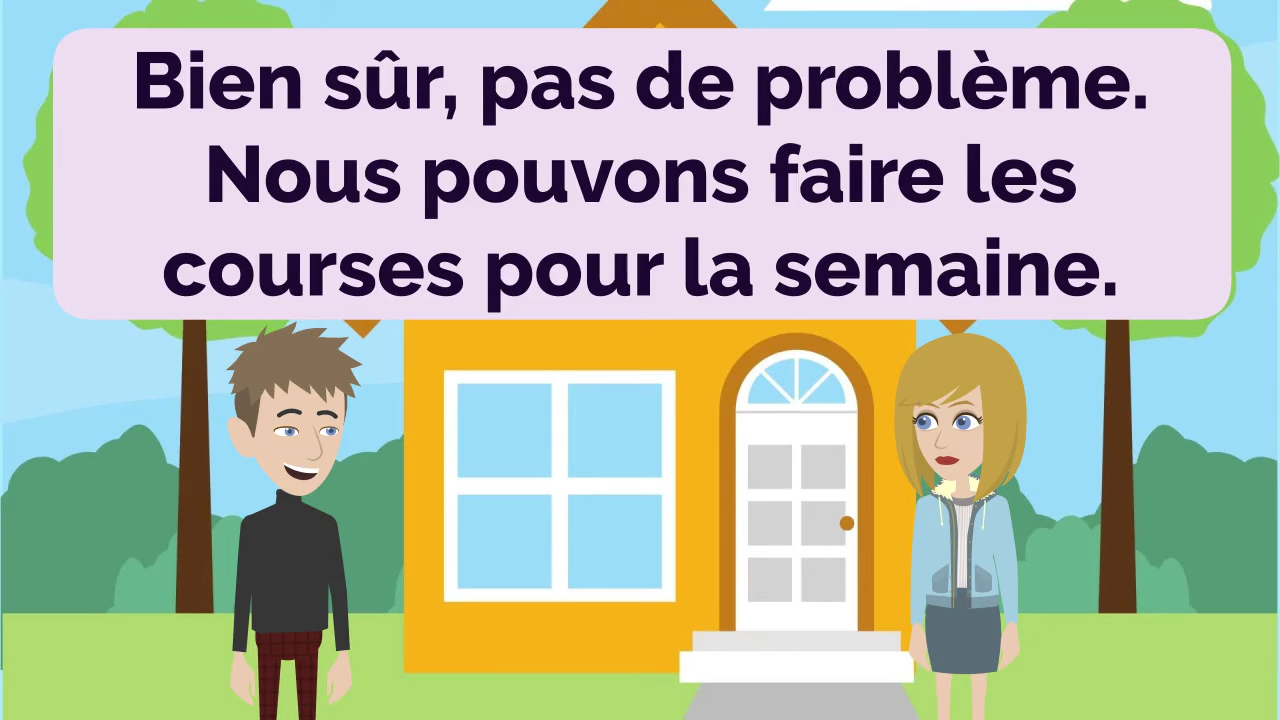 Bien sûr, pas de problème.
Nous pouvons faire les
courses pour la semaine.